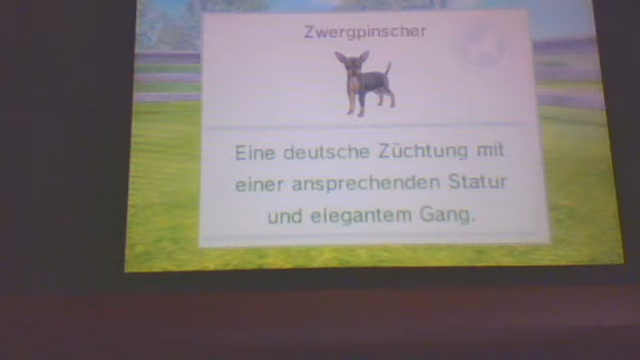 Zwergpinscher
Eine deutsche Züchtung mit
einer ansprechenden Statur
und elegantem Gang.